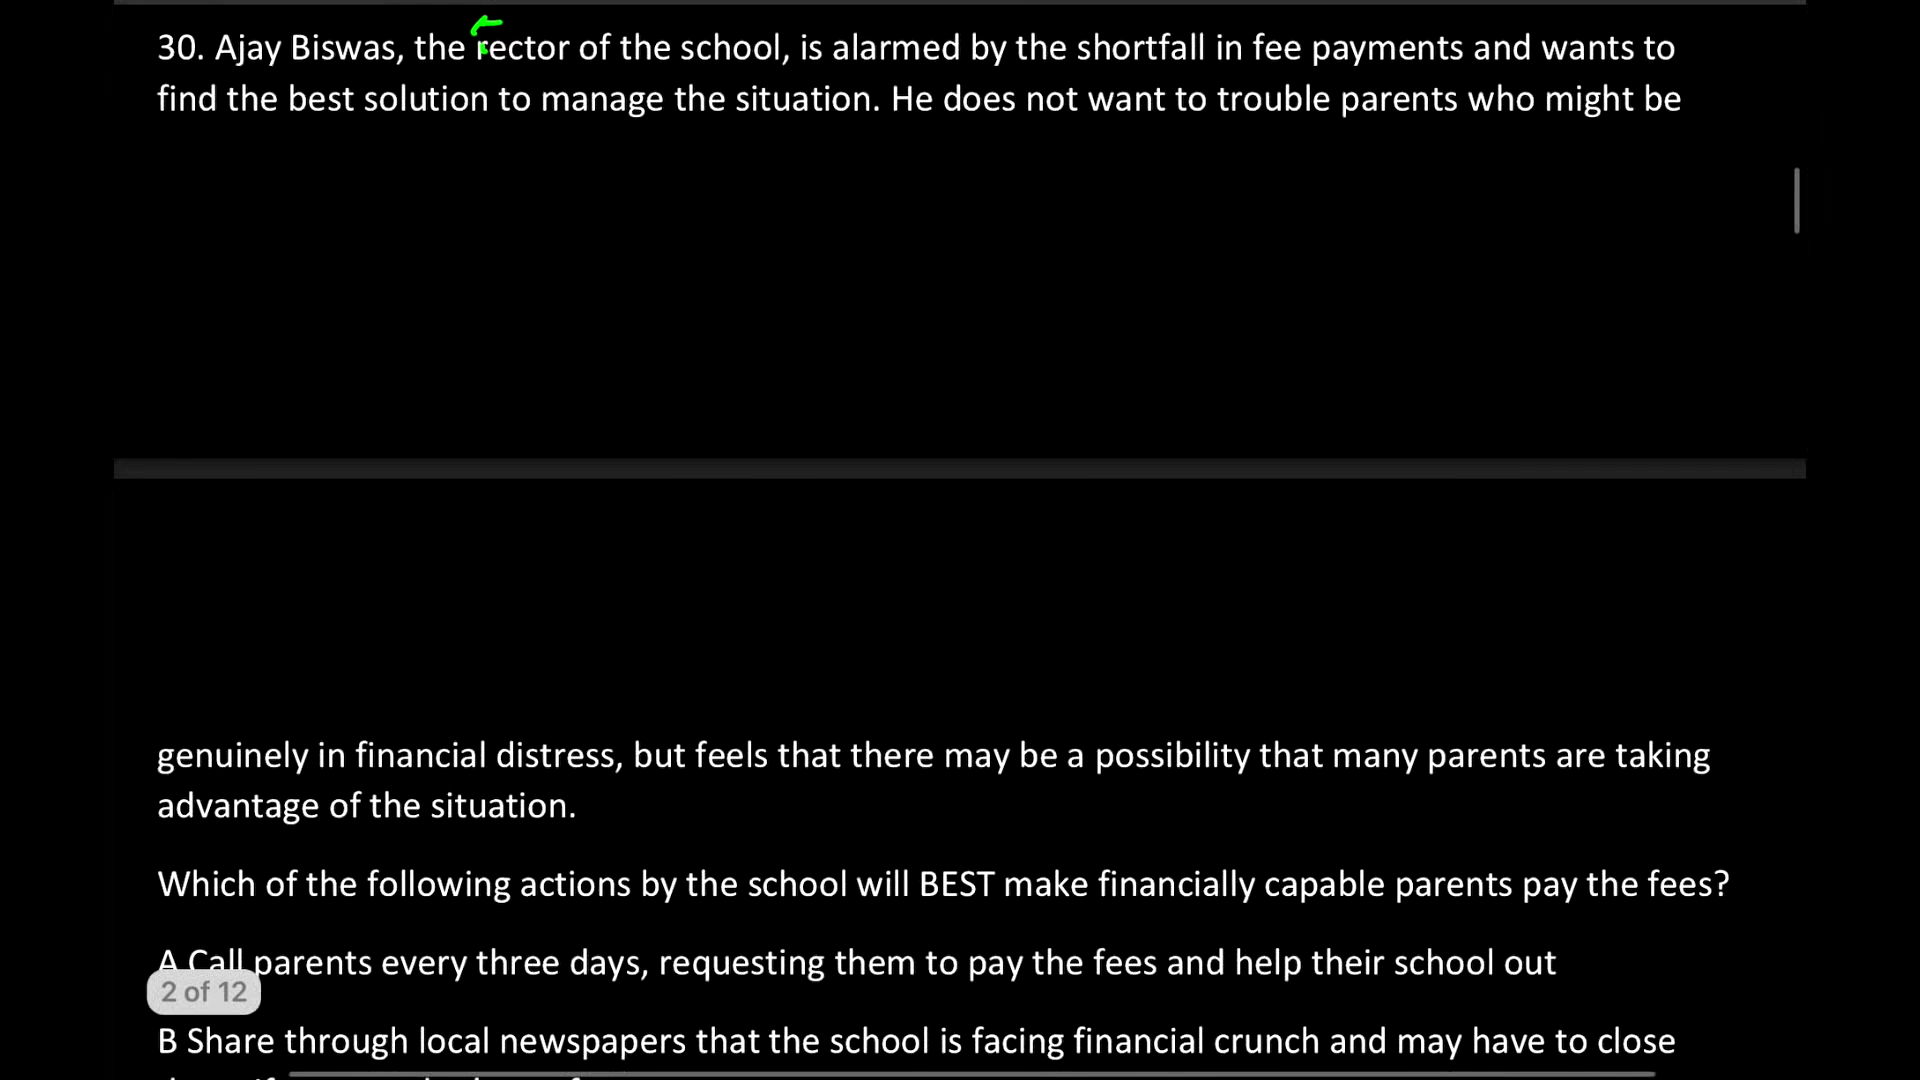 30. Ajay Biswas, the rector of the school, is alarmed by the shortfall in fee payments and wants to
find the best solution to manage the situation. He does not want to trouble parents who might be
genuinely in financial distress, but feels that there may be a possibility that many parents are taking
advantage of the situation.
Which of the following actions by the school will BEST make financially capable parents pay the fees?
A Call parents every three days, requesting them to pay the fees and help their school out
2 of 12
B Share through local newspapers that the school is facing financial crunch and may have to close